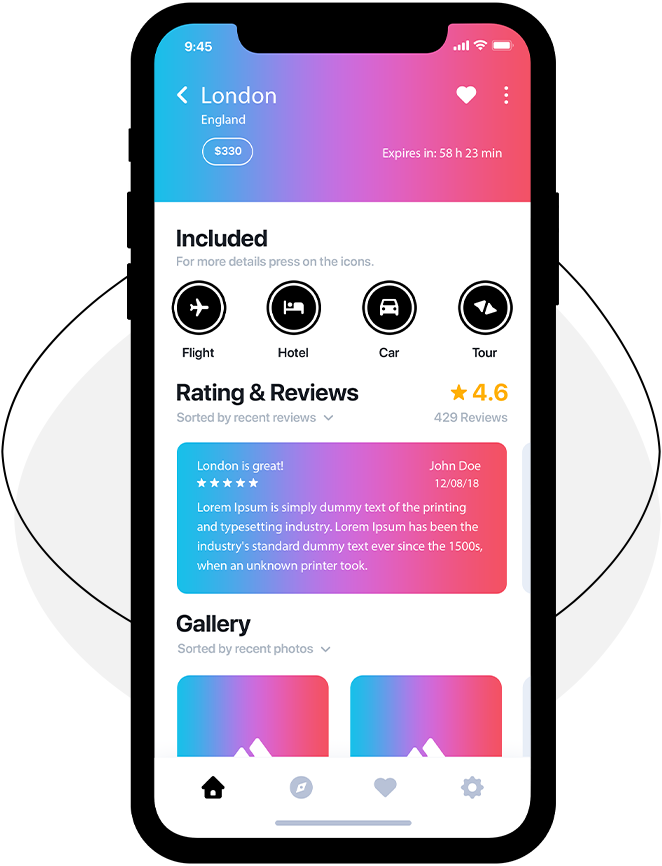 9:45
London
England
$330
Expires in: 58 h 23 min
Included
For more details press on the icons.
Flight
Hotel
Car
Tour
Rating & Reviews
4.6
Sorted by recent reviews
429 Reviews
London is great!
John Doe
12/08/18
Lorem Ipsum is simply dummy text of the printing
and typesetting industry. Lorem Ipsum has been the
industry's standard dummy text ever since the 1500s,
when an unknown printer took.
Gallery
Sorted by recent photos